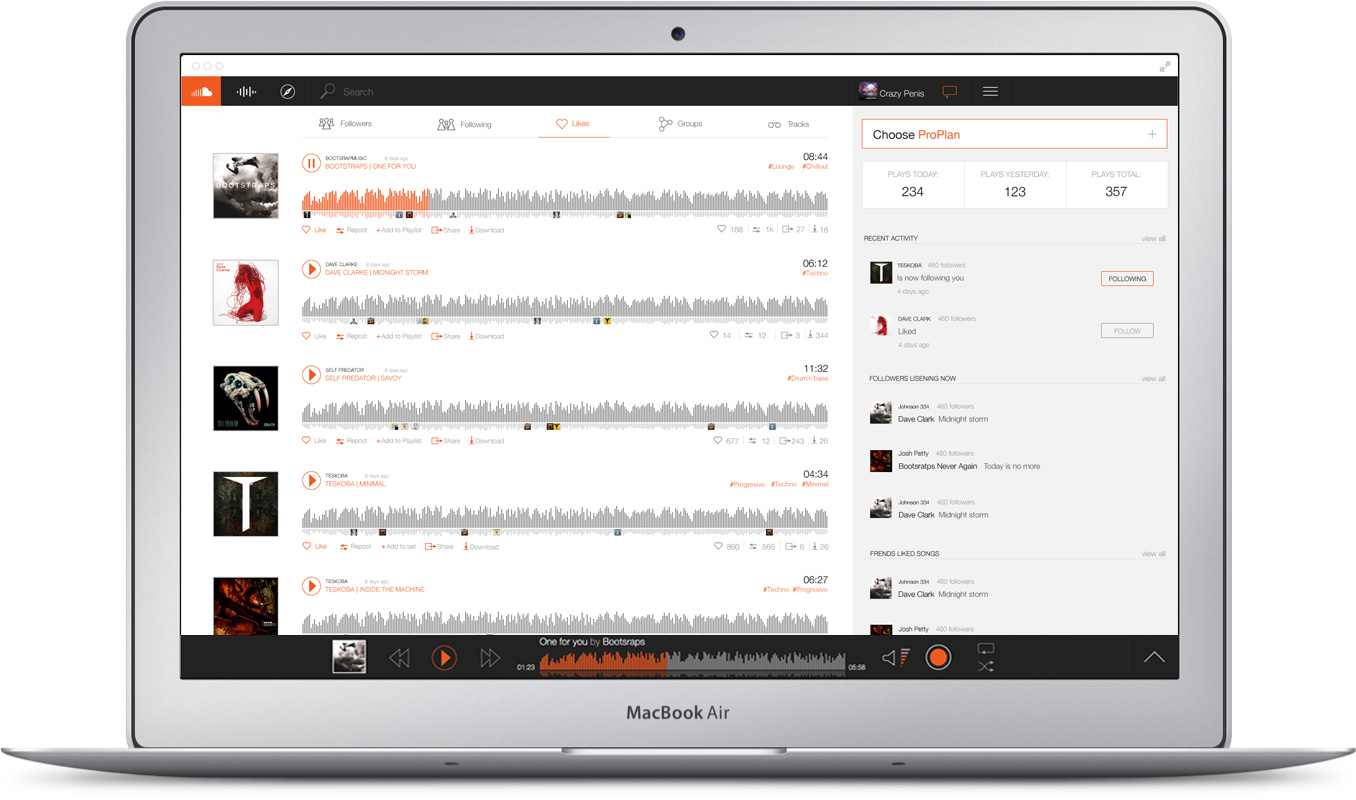 Search
Crazy Penis
Followers
Following
Likes
Groups
Tracks
BOOTSTRAPS
BOOTSRAPMUSIC 8 days ago
BOOTSTRAPS | ONE FOR YOU
08:44
#Lounge #Chillout
Like Repost +Add to Playlist Share Download
188 1k 27 16
Dave Clarke
DAVE CLARKE 8 days ago
DAVE CLARKE | MIDNIGHT STORM
06:12
#Techno
Like Repost +Add to Playlist Share Download
14 12 3 344
SELF PREDATOR 8 days ago
SELF PREDATOR | SAVOY
11:32
#Drum'n'bass
Like Repost +Add to Playlist Share Download
677 12 243 26
T
TESKOBA 8 days ago
TESKOBA | MINIMAL
04:34
#Progresive #Techno #Minimal
Like Repost +Add to set Share Download
890 566 6 26
TESKOBA 8 days ago
TESKOBA | INSIDE THE MACHINE
06:27
#Techno #Progresive
Choose ProPlan +
PLAYS TODAY: PLAYS YESTERDAY: PLAYS TOTAL:
234 123 357
RECENT ACTIVITY view all
T
TESKOBA 460 followers
Is now following you
4 days ago
FOLLOWING
DAVE CLARK 460 followers
Liked
4 days ago
FOLLOW
FOLLOWERS LISENING NOW view all
Johnson 334 460 followers
Dave Clark Midnight storm
Josh Petty 460 followers
Bootsratps Never Again Today is no more
Johnson 334 460 followers
Dave Clark Midnight storm
FRENDS LIKED SONGS view all
Johnson 334 460 followers
Dave Clark Midnight storm
Josh Petty 460 followers
One for you by Bootsraps
01:23
05:58
MacBook Air